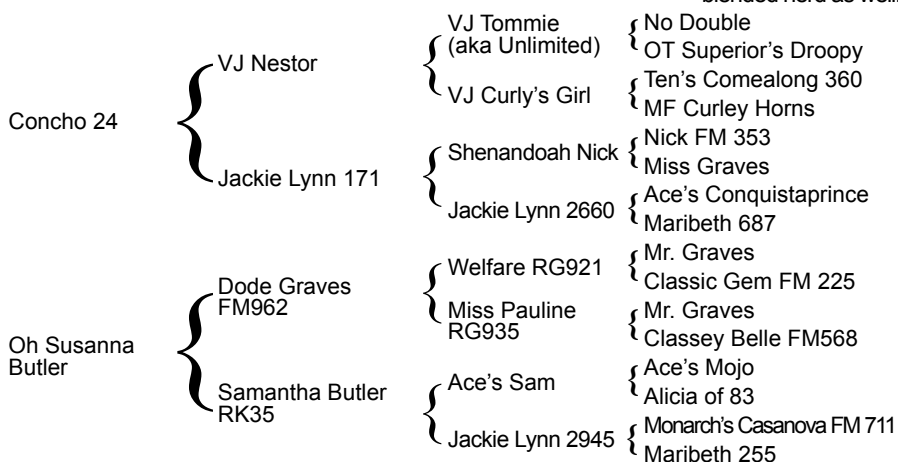 blended herd as well.
VJ Tommie
(aka Unlimited)
No Double
OT Superior's Droopy
VJ Nestor
VJ Curly's Girl
Ten's Comealong 360
MF Curley Horns
Concho 24
Shenandoah Nick
Nick FM 353
Miss Graves
Jackie Lynn 171
Jackie Lynn 2660
Ace's Conquistaprince
Maribeth 687
Welfare RG921
Mr. Graves
Classic Gem FM 225
Dode Graves
FM962
Miss Pauline
RG935
Mr. Graves
Classey Belle FM568
Oh Susanna
Butler
Ace's Sam
Ace's Mojo
Alicia of 83
Samantha Butler
RK35
Jackie Lynn 2945
Monarch's Casanova FM 711
Maribeth 255